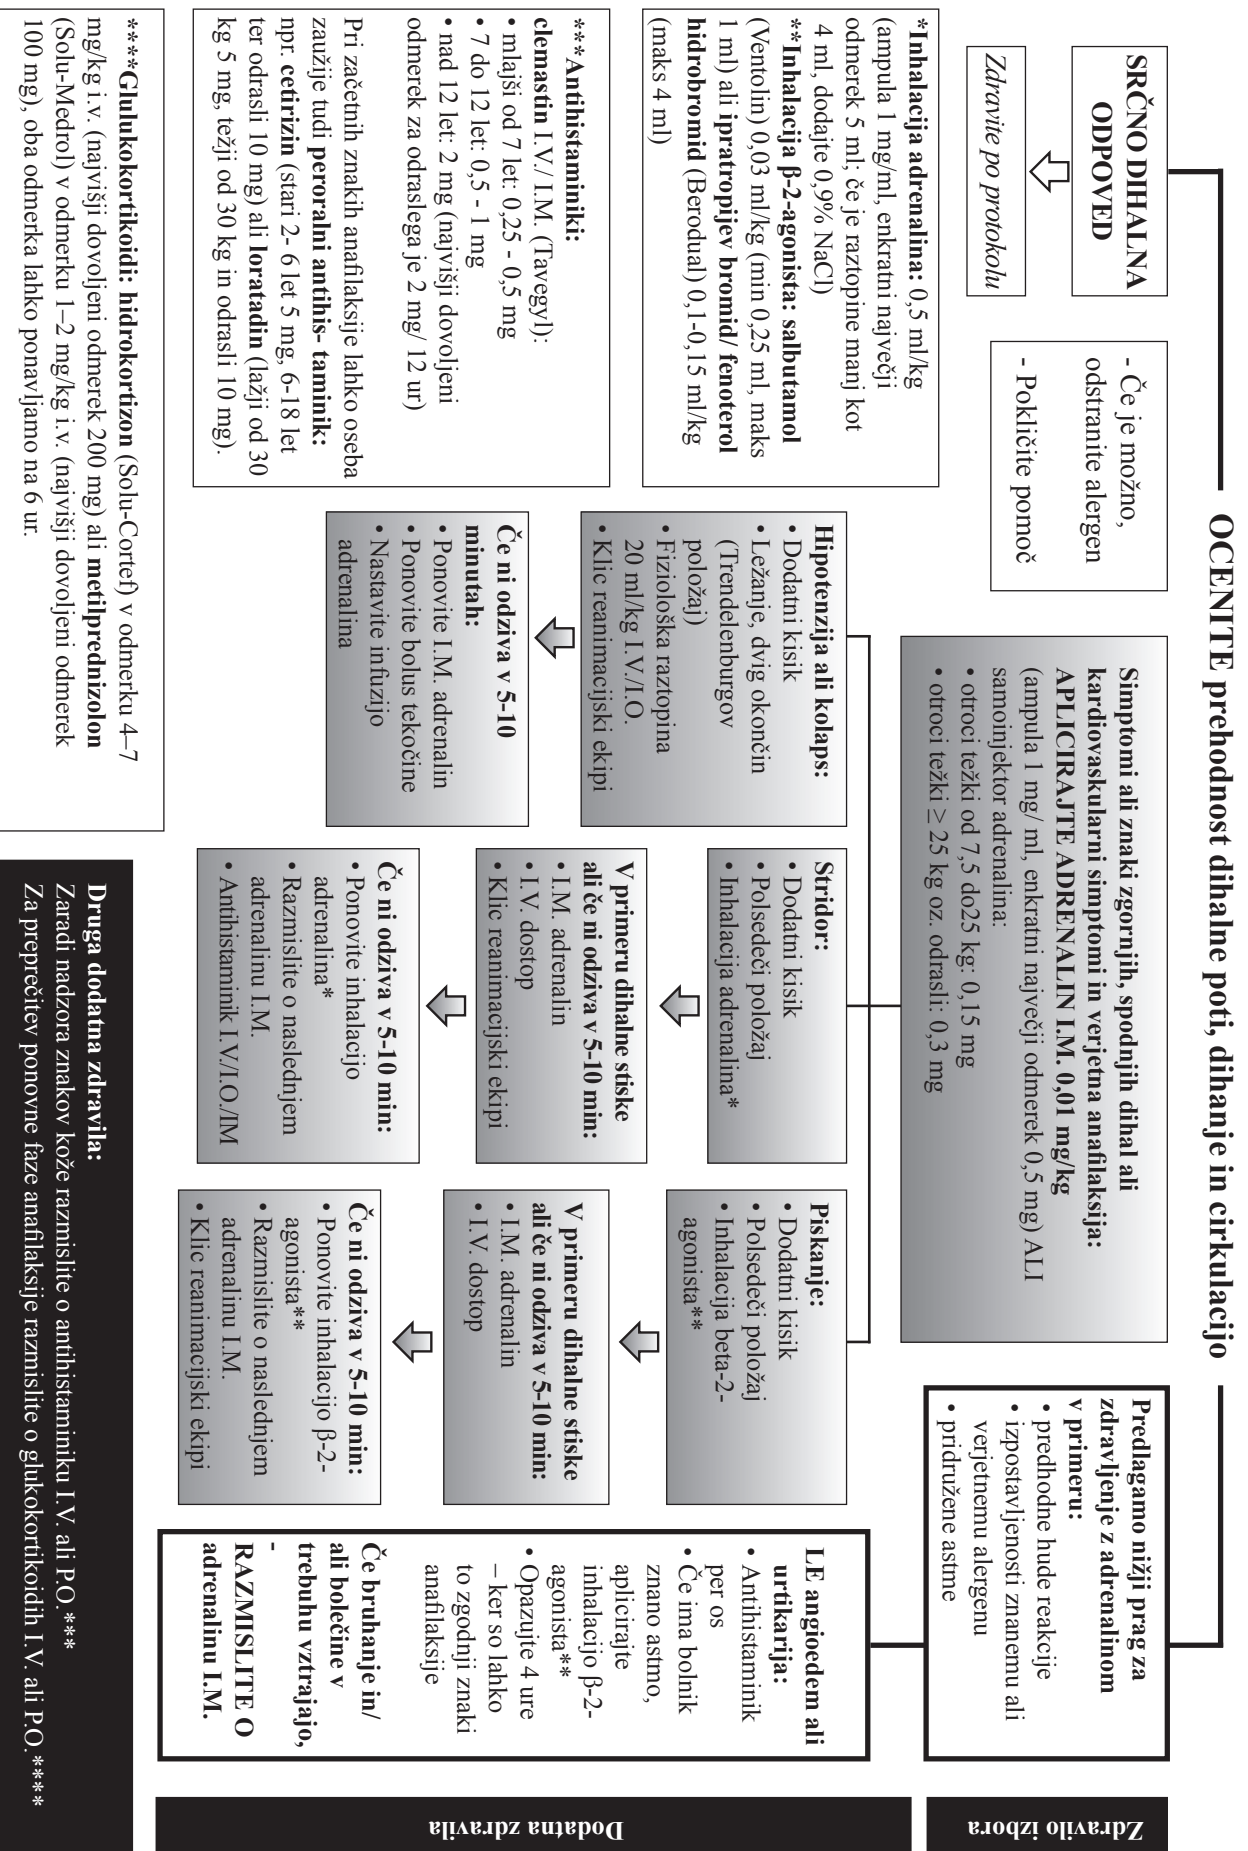 OCENITE prehodnost dihalne poti, dihanje in cirkulacijo
SRČNO DIHALNA
ODPOVED
Zdravite po protokolu
- Če je možno,
odstranite alergen
- Pokličite pomoč
Simptomi ali znaki zgornjih, spodnjih dihal ali
kardiovaskularni simptomi in verjetna anafilaksija:
APLICIRAJTE ADRENALIN I.M. 0,01 mg/kg
(ampula 1 mg/ ml, enkratni največji odmerek 0,5 mg) ALI
samoinjektor adrenalina:
• otroci težki od 7,5 do25 kg: 0,15 mg
• otroci težki ≥ 25 kg oz. odrasli: 0,3 mg
Predlagamo nižji prag za
zdravljenje z adrenalinom
v primeru:
• predhodne hude reakcije
• izpostavljenosti znanemu ali
verjetnemu alergenu
• pridružene astme
Zdravilo izbora
*Inhalacija adrenalina: 0,5 ml/kg
(ampula 1 mg/ml, enkratni največji
odmerek 5 ml; če je raztopine manj kot
4 ml, dodajte 0,9% NaCl)
**Inhalacija β-2-agonista: salbutamol
(Ventolin) 0,03 ml/kg (min 0,25 ml, maks
1 ml) ali ipratropijev bromid/ fenoterol
hidrobromid (Berodual) 0,1-0,15 ml/kg
(maks 4 ml)
***Antihistaminiki:
clemastin I.V./ I.M. (Tavegyl):
• mlajši od 7 let: 0,25 - 0,5 mg
• 7 do 12 let: 0,5 - 1 mg
• nad 12 let: 2 mg (najvišji dovoljeni
odmerek za odraslega je 2 mg/ 12 ur)
Pri začetnih znakih anafilaksije lahko oseba
zaužije tudi peroralni antihis- taminik:
npr. cetirizin (stari 2- 6 let 5 mg, 6-18 let
ter odrasli 10 mg) ali loratadin (lažji od 30
kg 5 mg, težji od 30 kg in odrasli 10 mg).
Hipotenzija ali kolaps:
• Dodatni kisik
• Ležanje, dvig okončin
(Trendelenburgov
položaj)
• Fiziološka raztopina
20 ml/kg I.V./I.O.
• Klic reanimacijski ekipi
Če ni odziva v 5-10
minutah:
• Ponovite I.M. adrenalin
• Ponovite bolus tekočine
• Nastavite infuzijo
adrenalina
Stridor:
• Dodatni kisik
• Polsedeči položaj
• Inhalacija adrenalina*
V primeru dihalne stiske
ali če ni odziva v 5-10 min:
• I.M. adrenalin
• I.V. dostop
• Klic reanimacijski ekipi
Če ni odziva v 5-10 min:
• Ponovite inhalacijo
adrenalina*
• Razmislite o naslednjem
adrenalinu I.M.
• Antihistaminik I.V./I.O./IM
Piskanje:
• Dodatni kisik
• Polsedeči položaj
• Inhalacija beta-2-
agonista**
V primeru dihalne stiske
ali če ni odziva v 5-10 min:
• I.M. adrenalin
• I.V. dostop
Če ni odziva v 5-10 min:
• Ponovite inhalacijo β-2-
agonista**
• Razmislite o naslednjem
adrenalinu I.M.
• Klic reanimacijski ekipi
LE angioedem ali
urtikarija:
• Antihistaminik
per os
• Če ima bolnik
znano astmo,
aplicirajte
inhalacijo β-2-
agonista**
• Opazujte 4 ure
– ker so lahko
to zgodnji znaki
anafilaksije
Če bruhanje in/
ali bolečine v
trebuhu vztrajajo,
-
RAZMISLITE O
adrenalinu I.M.
Dodatna zdravila
****Glulukokortikoidi: hidrokortizon (Solu-Cortef) v odmerku 4–7
mg/kg i.v. (najvišji dovoljeni odmerek 200 mg) ali metilprednizolon
(Solu-Medrol) v odmerku 1–2 mg/kg i.v. (najvišji dovoljeni odmerek
100 mg), oba odmerka lahko ponavljamo na 6 ur.
Druga dodatna zdravila:
Zaradi nadzora znakov kože razmislite o antihistaminiku I.V. ali P.O.***
Za preprečitev ponovne faze anafilaksije razmislite o glukokortikoidih I.V. ali P.O.****